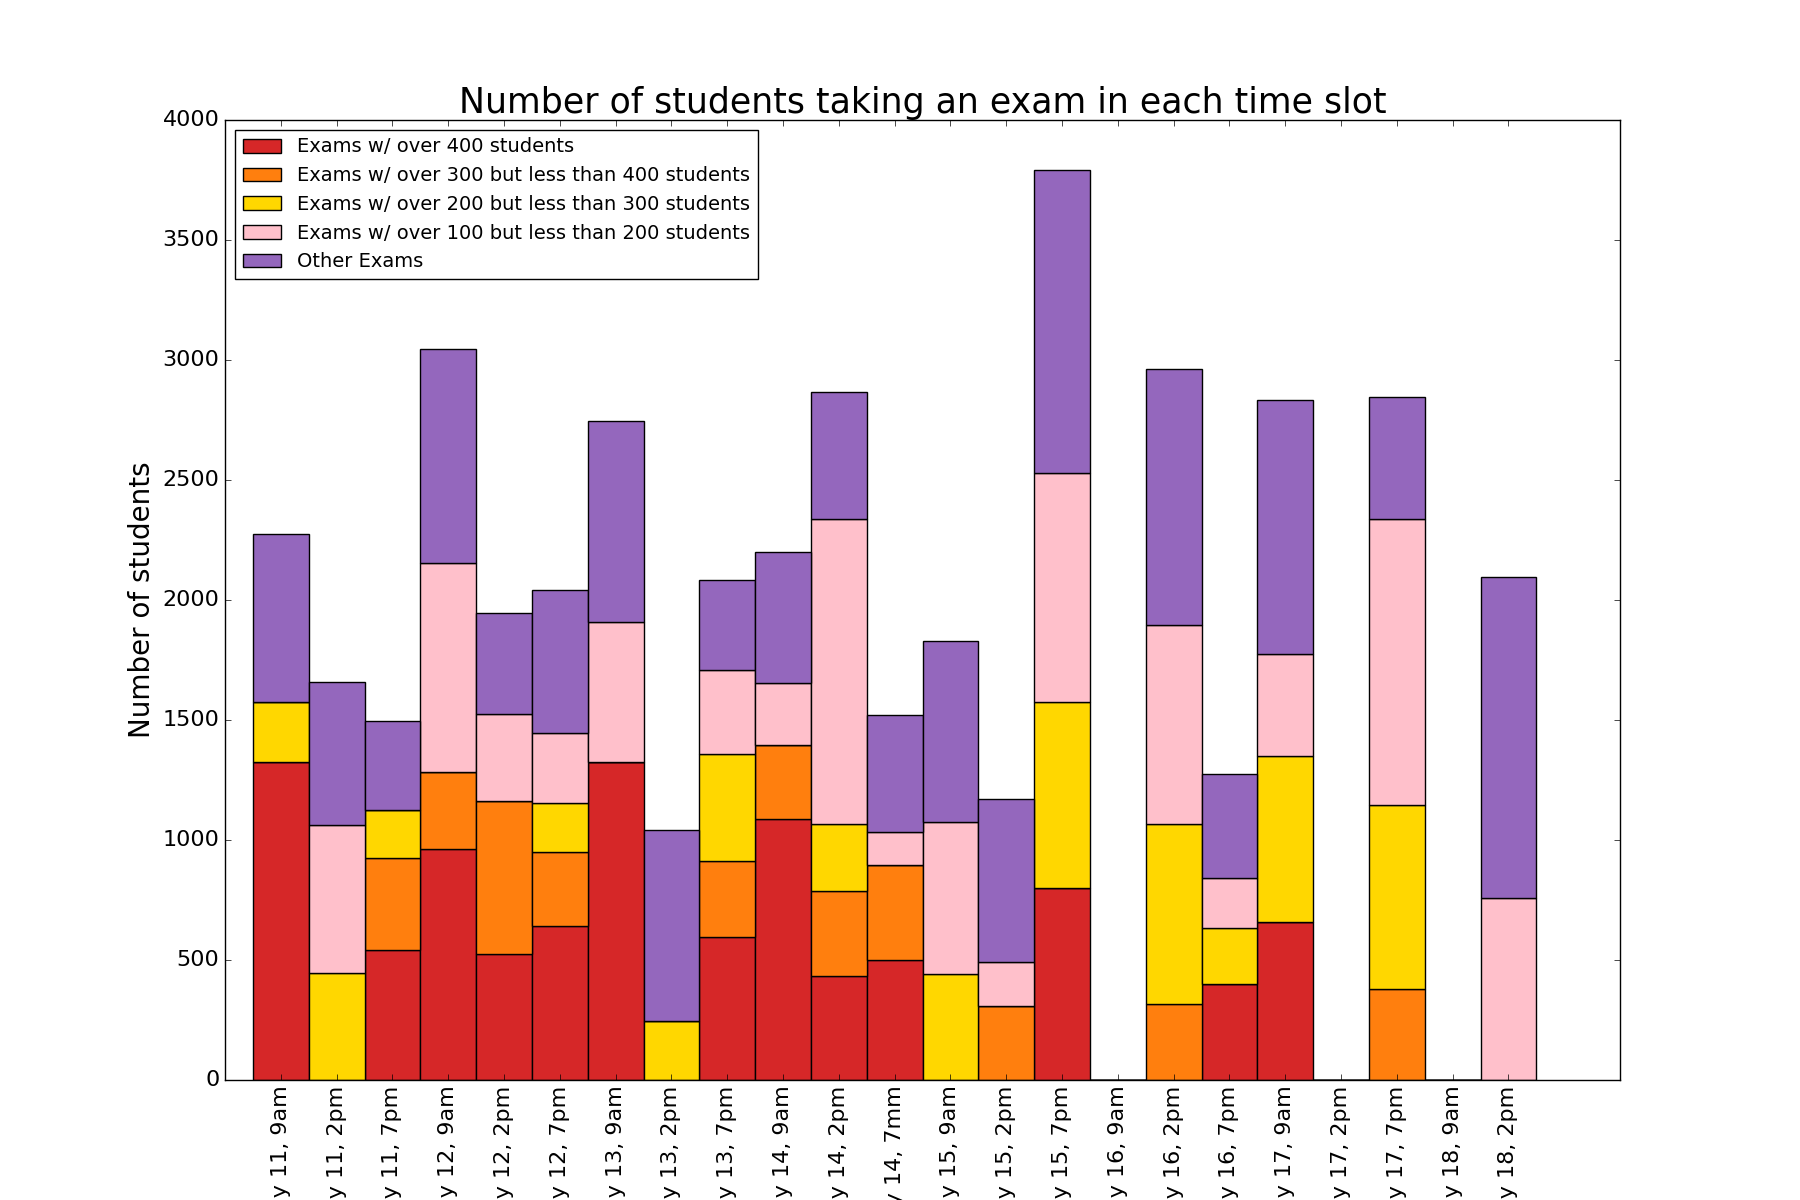 Number of students taking an exam in each time slot
Exams w/ over 400 students
Exams w/ over 300 but less than 400 students
Exams w/ over 200 but less than 300 students
Exams w/ over 100 but less than 200 students
Other Exams
Number of students
4000
3500
3000
2500
2000
1500
1000
500
0
y 11, 9am
y 11, 2pm
y 11, 7pm
y 12, 9am
y 12, 2pm
y 12, 7pm
y 13, 9am
y 13, 2pm
y 13, 7pm
y 14, 9am
y 14, 2pm
y 14, 7mm
y 15, 9am
y 15, 2pm
y 15, 7pm
y 16, 9am
y 16, 2pm
y 16, 7pm
y 17, 9am
y 17, 2pm
y 17, 7pm
y 18, 9am
y 18, 2pm